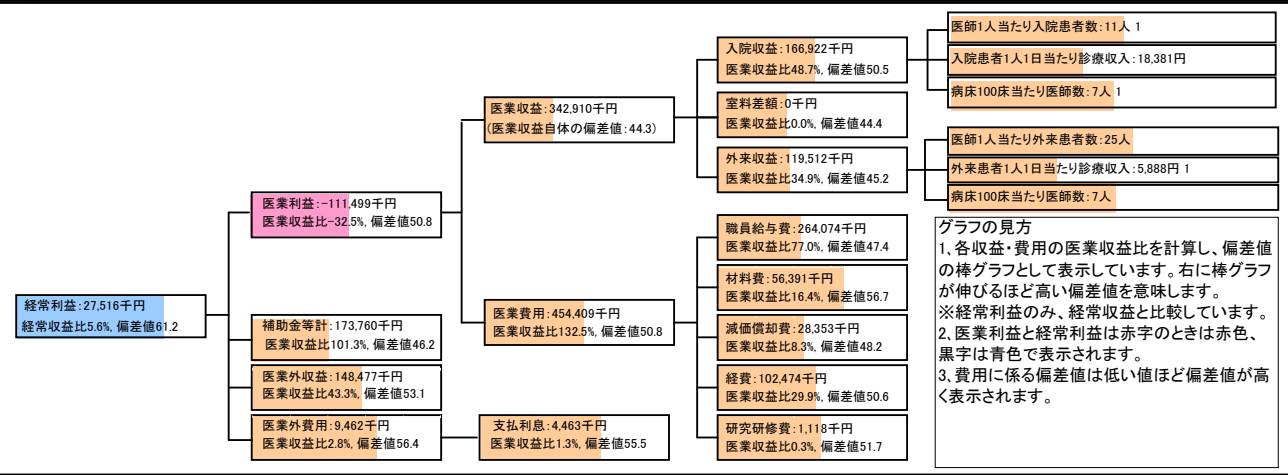 経常利益:27,516千円
経常収益比5.6%, 偏差値61.2
医業利益:-111,499千円
医業収益比-32.5%, 偏差値50.8
補助金等計:173,760千円
医業収益比101.3%, 偏差値46.2
医業外収益:148,477千円
医業収益比43.3%, 偏差値53.1
医業外費用:9,462千円
医業収益比2.8%, 偏差値56.4
医業収益:342,910千円
(医業収益自体の偏差値:44.3)
医業費用:454,409千円
医業収益比132.5%, 偏差値50.8
支払利息:4,463千円
医業収益比1.3%, 偏差値55.5
入院収益:166,922千円
医業収益比48.7%, 偏差値50.5
室料差額:0千円
医業収益比0.0%, 偏差値44.4
外来収益:119,512千円
医業収益比34.9%, 偏差値45.2
職員給与費:264,074千円
医業収益比77.0%, 偏差値47.4
材料費:56,391千円
医業収益比16.4%, 偏差値56.7
減価償却費:28,353千円
医業収益比8.3%, 偏差値48.2
経費:102,474千円
医業収益比29.9%, 偏差値50.6
研究研修費:1,118千円
医業収益比0.3%, 偏差値51.7
医師1人当たり入院患者数:11人 1
入院患者1人1日当たり診療収入:18,381円
病床100床当たり医師数:7人 1
医師1人当たり外来患者数:25人
外来患者1人1日当たり診療収入:5,888円 1
病床100床当たり医師数:7人
グラフの見方
1、各収益・費用の医業収益比を計算し、偏差値
の棒グラフとして表示しています。右に棒グラフ
が伸びるほど高い偏差値を意味します。
※経常利益のみ、経常収益と比較しています。
2、医業利益と経常利益は赤字のときは赤色、
黒字は青色で表示されます。
3、費用に係る偏差値は低い値ほど偏差値が高
く表示されます。